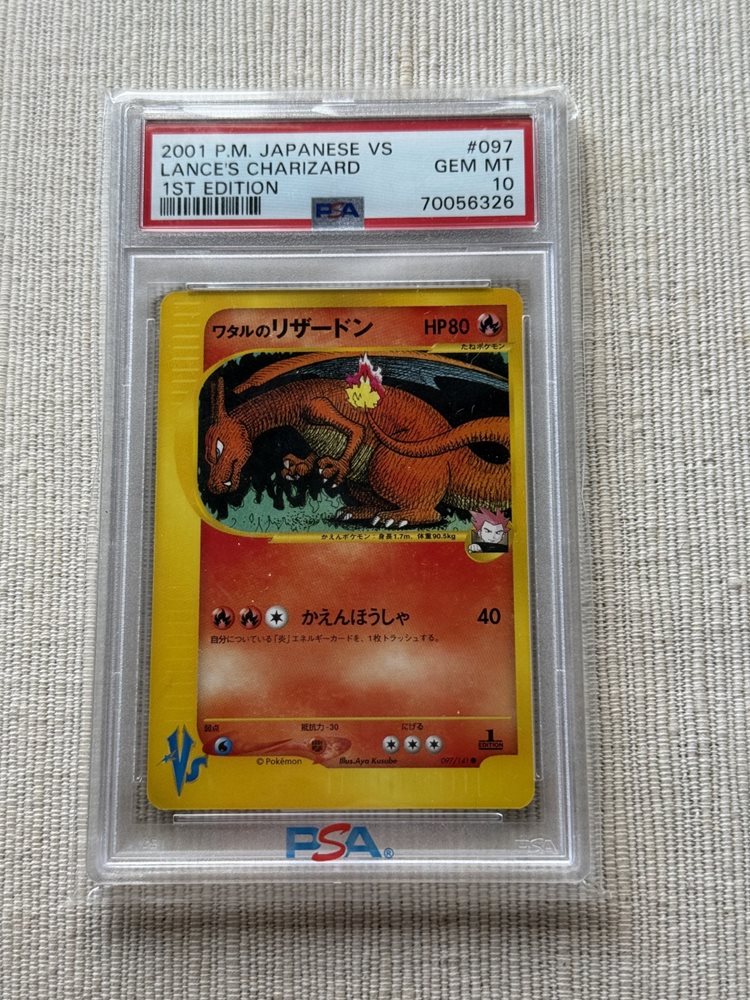 2001 P.M. JAPANESE VS #097
LANCE'S CHARIZARD GEM MT
1ST EDITION 10
PSA 70056326
ワタルのリザードン HP80
たねポケモン
かえんポケモン：身長1.7m、体重90.5kg
かえんほうしゃ 40
自分についている「炎」エネルギーカードを、1枚トラッシュする。
弱点 抵抗力 -30 にげる
1
EDITION
VS
© Pokémon Illus.Aya Kusube 097/141
PSA®
PSA